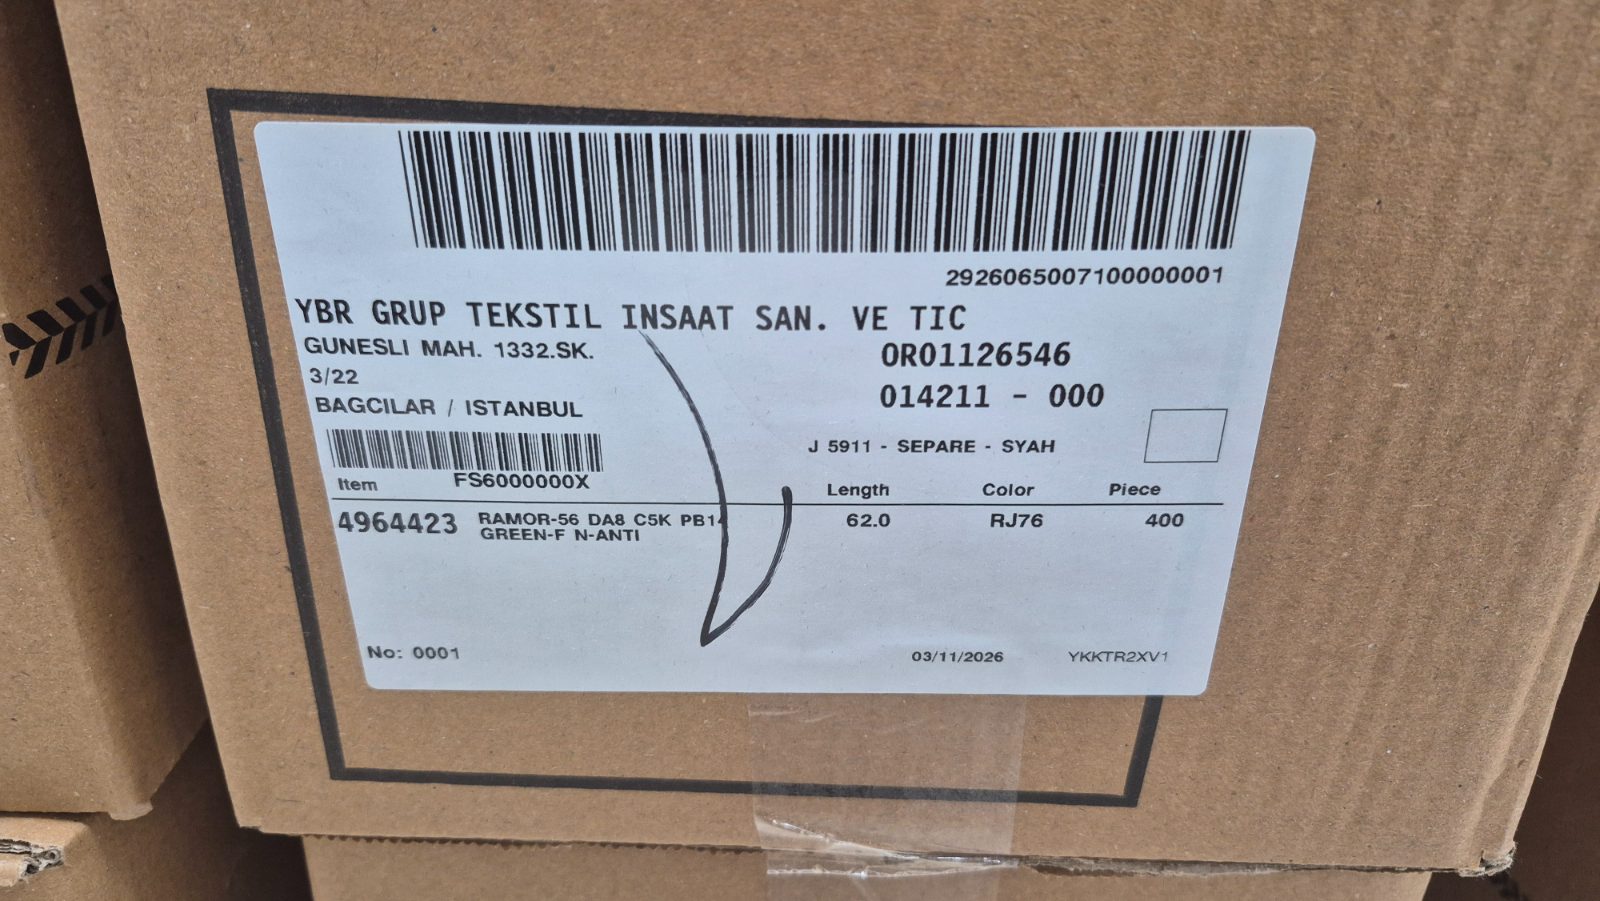 2926065007100000001
YBR GRUP TEKSTIL INSAAT SAN. VE TIC
GUNESLI MAH. 1332.SK.
3/22
BAGCILAR / ISTANBUL
OR01126546
014211 - 000
J 5911 - SEPARE - SYAH
FS6000000X
Item Length Color Piece
4964423 RAMOR-56 DA8 C5K PB14 62.0 RJ76 400
GREEN-F N-ANTI
No: 0001 03/11/2026 YKKTR2XV1